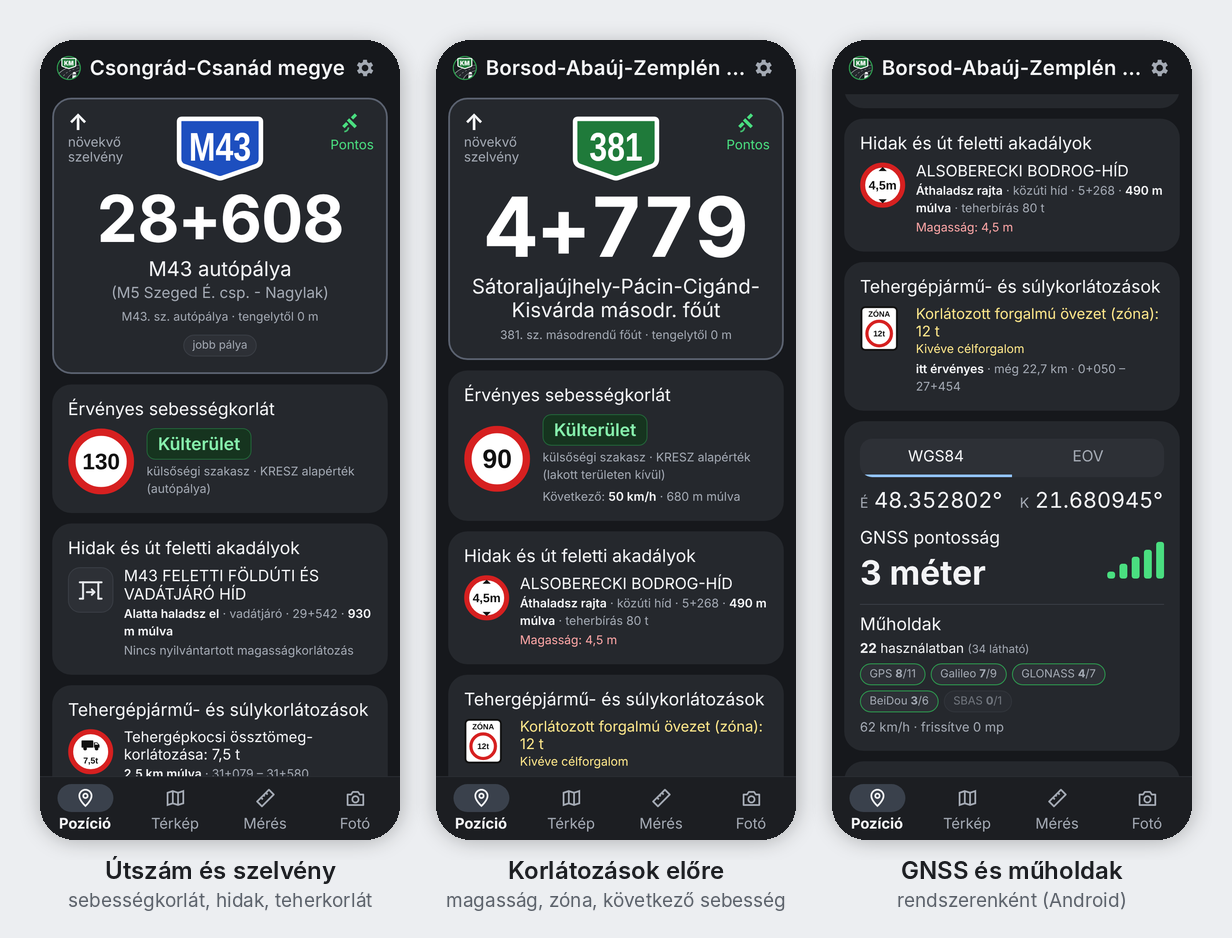 KM
Csongrád-Csanád megye
növekvő
szelvény
M43
Pontos
28+608
M43 autópálya
(M5 Szeged É. csp. - Nagylak)
M43. sz. autópálya · tengelytől 0 m
jobb pálya
Érvényes sebességkorlát
130
Külterület
külsőségi szakasz · KRESZ alapérték
(autópálya)
Hidak és út feletti akadályok
M43 FELETTI FÖLDÚTI ÉS
VADÁTJÁRÓ HÍD
Alatta haladsz el · vadátjáró · 29+542 · 930
m múlva
Nincs nyilvántartott magasságkorlátozás
Tehergépjármű- és súlykorlátozások
7,5t
Tehergépkocsi össztömeg-
korlátozása: 7,5 t
2,5 km múlva · 31+079 – 31+580
Pozíció
Térkép
Mérés
Fotó
Útszám és szelvény
sebességkorlát, hidak, teherkorlát
KM
Borsod-Abaúj-Zemplén ...
növekvő
szelvény
381
Pontos
4+779
Sátoraljaújhely-Pácin-Cigánd-
Kisvárda másodr. főút
381. sz. másodrendű főút · tengelytől 0 m
Érvényes sebességkorlát
90
Külterület
külsőségi szakasz · KRESZ alapérték
(lakott területen kívül)
Következő: 50 km/h · 680 m múlva
Hidak és út feletti akadályok
4,5m
ALSOBERECKI BODROG-HÍD
Áthaladsz rajta · közúti híd · 5+268 · 490 m
múlva · teherbírás 80 t
Magasság: 4,5 m
Tehergépjármű- és súlykorlátozások
ZÓNA
12t
Korlátozott forgalmú övezet (zóna):
12 t
Kivéve célforgalom
Pozíció
Térkép
Mérés
Fotó
Korlátozások előre
magasság, zóna, következő sebesség
KM
Borsod-Abaúj-Zemplén ...
Hidak és út feletti akadályok
4,5m
ALSOBERECKI BODROG-HÍD
Áthaladsz rajta · közúti híd · 5+268 · 490 m
múlva · teherbírás 80 t
Magasság: 4,5 m
Tehergépjármű- és súlykorlátozások
ZÓNA
12t
Korlátozott forgalmú övezet (zóna):
12 t
Kivéve célforgalom
itt érvényes · még 22,7 km · 0+050 –
27+454
WGS84
EOV
É 48.352802° K 21.680945°
GNSS pontosság
3 méter
Műholdak
22 használatban (34 látható)
GPS 8/11 Galileo 7/9 GLONASS 4/7
BeiDou 3/6 SBAS 0/1
62 km/h · frissítve 0 mp
Pozíció
Térkép
Mérés
Fotó
GNSS és műholdak
rendszerenként (Android)